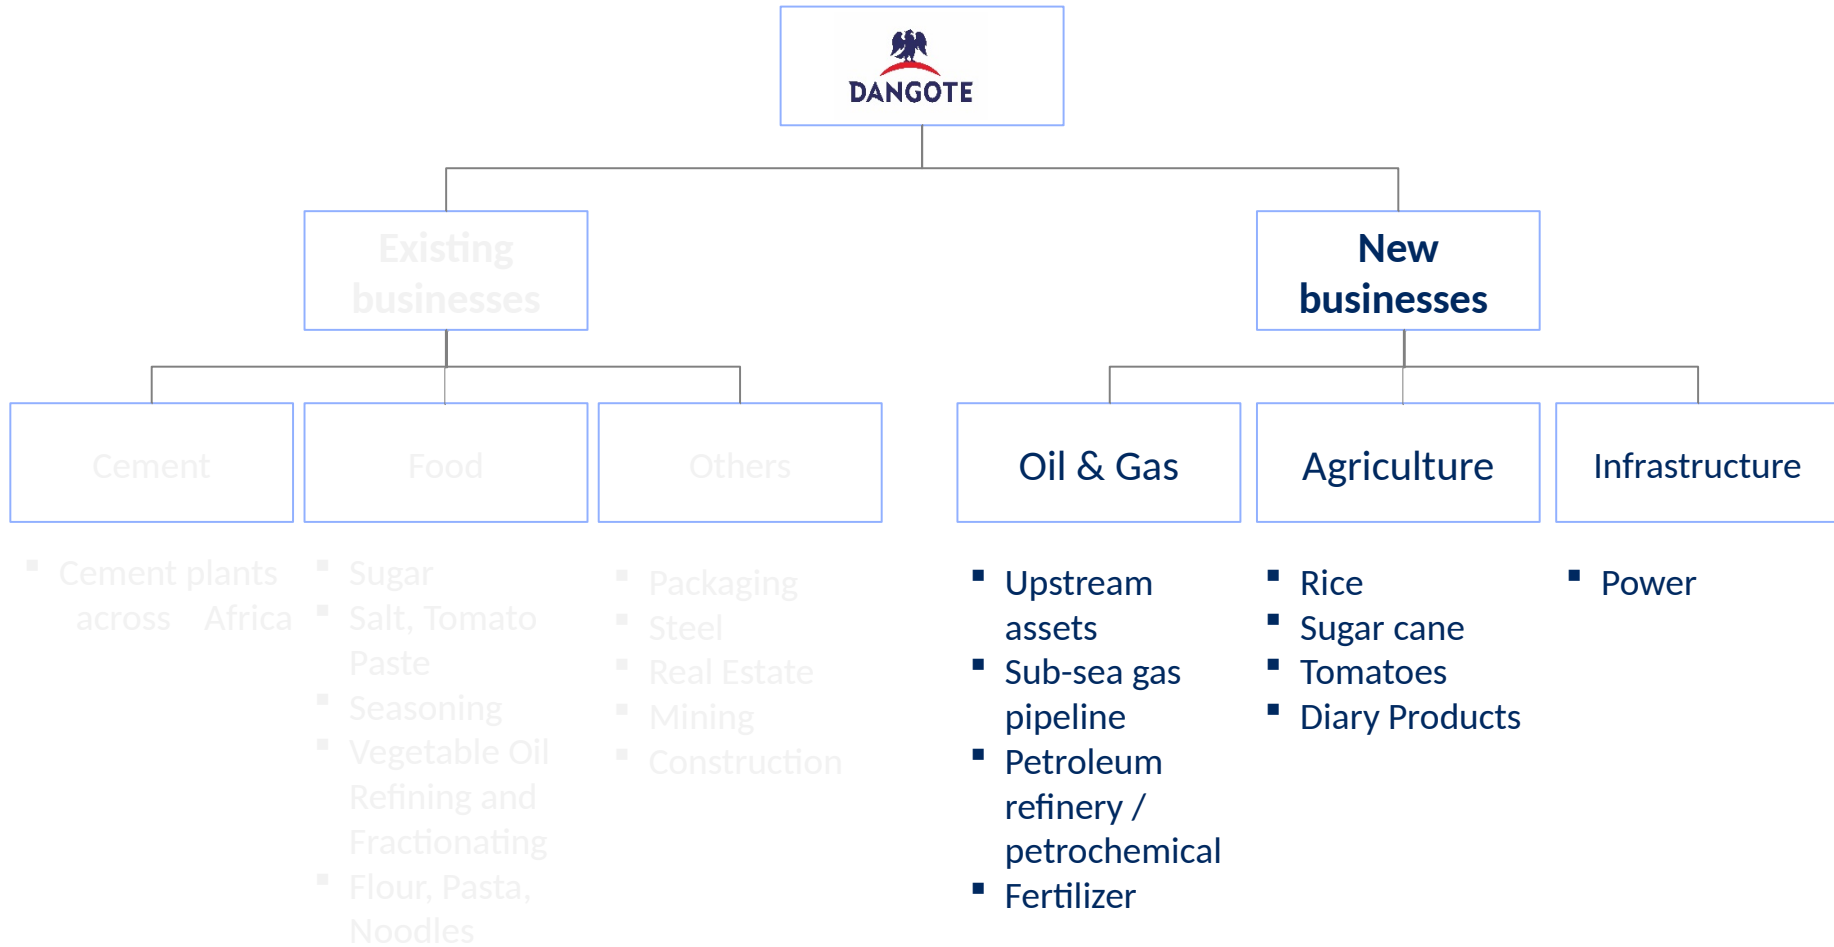 DANGOTE
Existing
businesses
New
businesses
Cement
Food
Others
Oil & Gas
Agriculture
Infrastructure
▪ Cement plants
across Africa
▪ Sugar
▪ Salt, Tomato
Paste
▪ Seasoning
▪ Vegetable Oil
Refining and
Fractionating
▪ Flour, Pasta,
Noodles
▪ Packaging
▪ Steel
▪ Real Estate
▪ Mining
▪ Construction
▪ Upstream
assets
▪ Sub-sea gas
pipeline
▪ Petroleum
refinery /
petrochemical
▪ Fertilizer
▪ Rice
▪ Sugar cane
▪ Tomatoes
▪ Diary Products
▪ Power